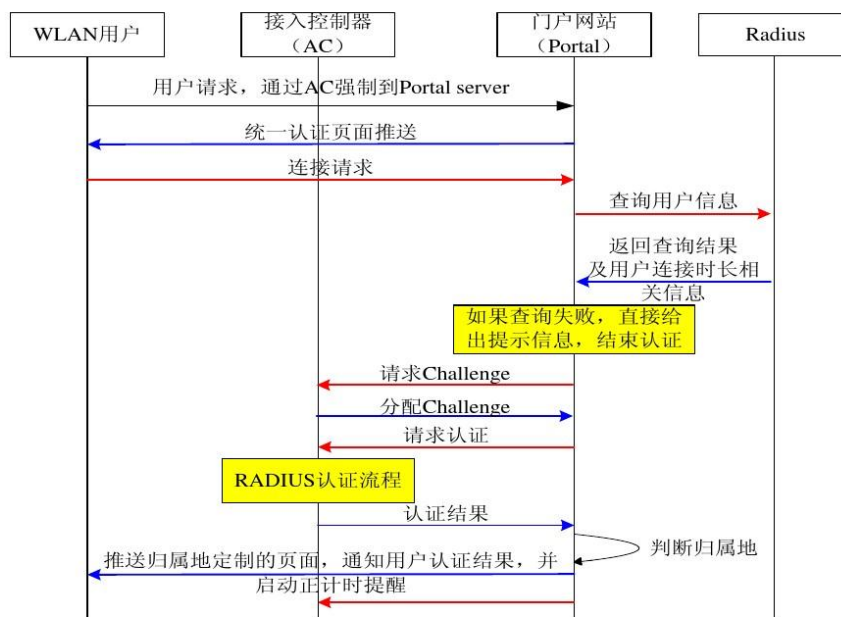 WLAN用户
接入控制器
（AC）
门户网站
（Portal）
Radius
用户请求，通过AC强制到Portal server
统一认证页面推送
连接请求
查询用户信息
返回查询结果
及用户连接时长相
关信息
如果查询失败，直接给
出提示信息，结束认证
请求Challenge
分配Challenge
请求认证
RADIUS认证流程
认证结果
判断归属地
推送归属地定制的页面，通知用户认证结果，并
启动正计时提醒